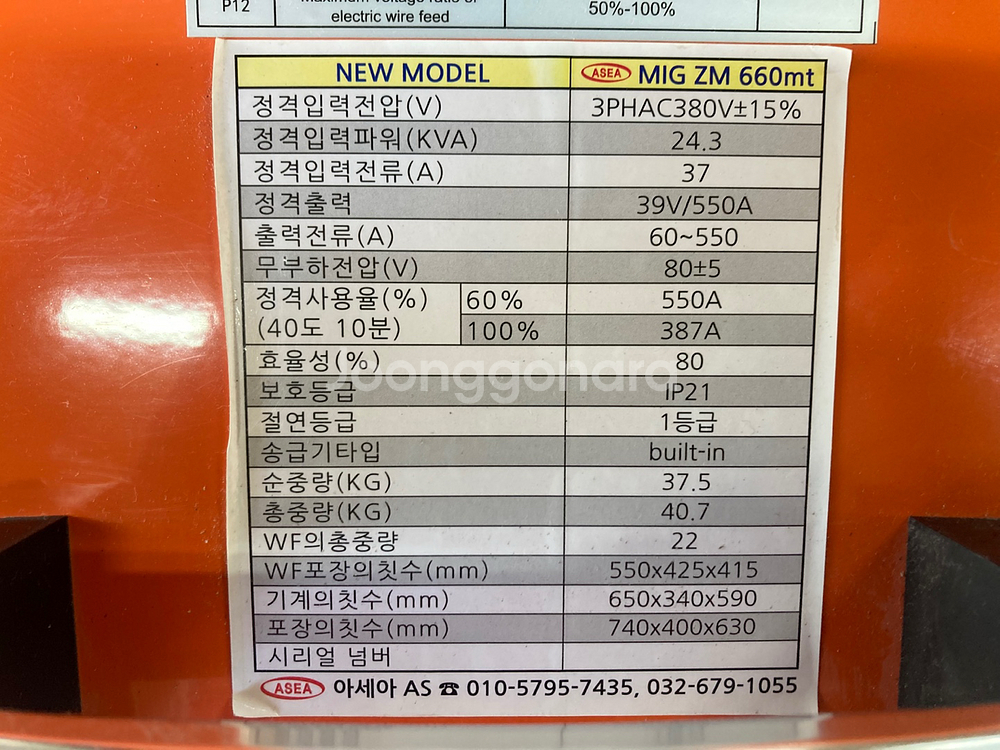 P12 Maximum voltage ratio of electric wire feed 50%-100%
NEW MODEL ASEA MIG ZM 660mt
정격입력전압(V) 3PHAC380V±15%
정격입력파워(KVA) 24.3
정격입력전류(A) 37
정격출력 39V/550A
출력전류(A) 60~550
무부하전압(V) 80±5
정격사용율(%) 60% 550A
(40도 10분) 100% 387A
효율성(%) 80
보호등급 IP21
절연등급 1등급
송급기타입 built-in
순중량(KG) 37.5
총중량(KG) 40.7
WF의총중량 22
WF포장의칫수(mm) 550x425x415
기계의칫수(mm) 650x340x590
포장의칫수(mm) 740x400x630
시리얼 넘버
ASEA 아세아 AS ☎ 010-5795-7435, 032-679-1055
Joonggonara